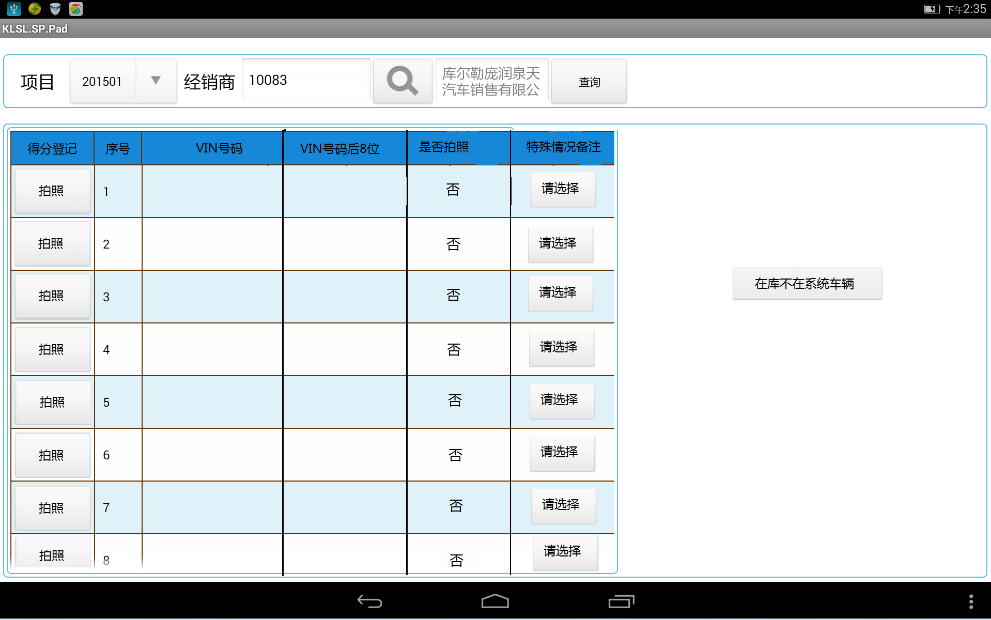 下午2:35
KLSL.SP.Pad
项目 201501 经销商 10083 库尔勒庞润泉天 查询
汽车销售有限公
得分登记 序号 VIN号码 VIN号码后8位 是否拍照 特殊情况备注
拍照 1 否 请选择
拍照 2 否 请选择
在库不在系统车辆
拍照 3 否 请选择
拍照 4 否 请选择
拍照 5 否 请选择
拍照 6 否 请选择
拍照 7 否 请选择
拍照 8 否 请选择